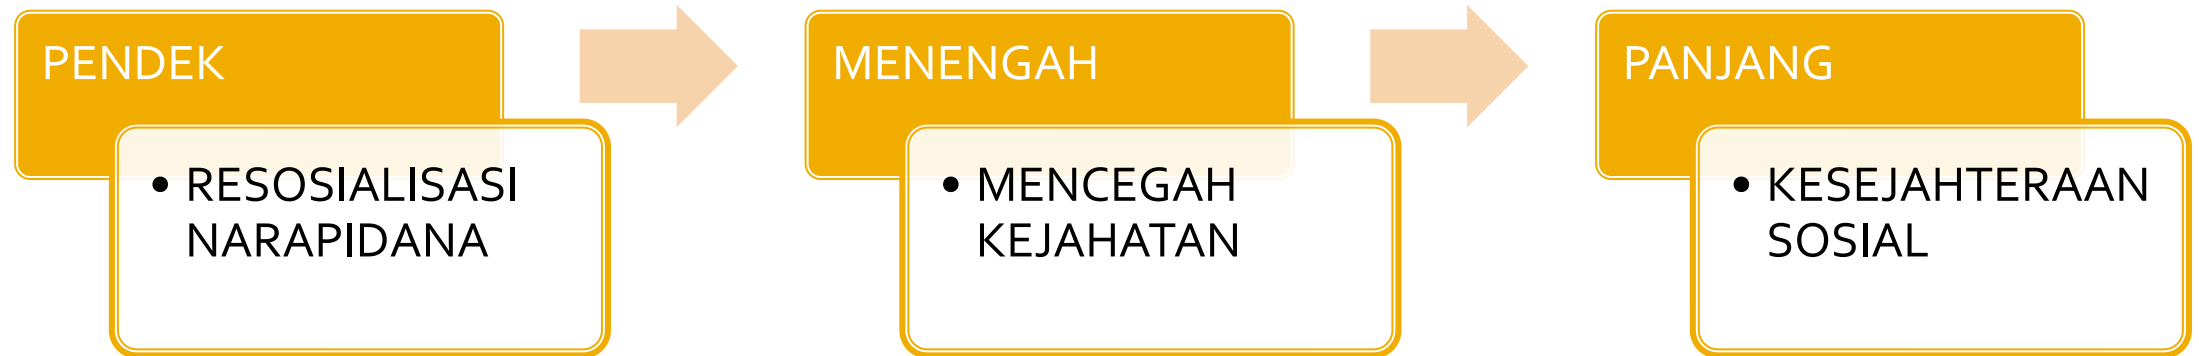 PENDEK
• RESOSIALISASI
NARAPIDANA
MENENGAH
• MENCEGAH
KEJAHATAN
PANJANG
• KESEJAHTERAAN
SOSIAL